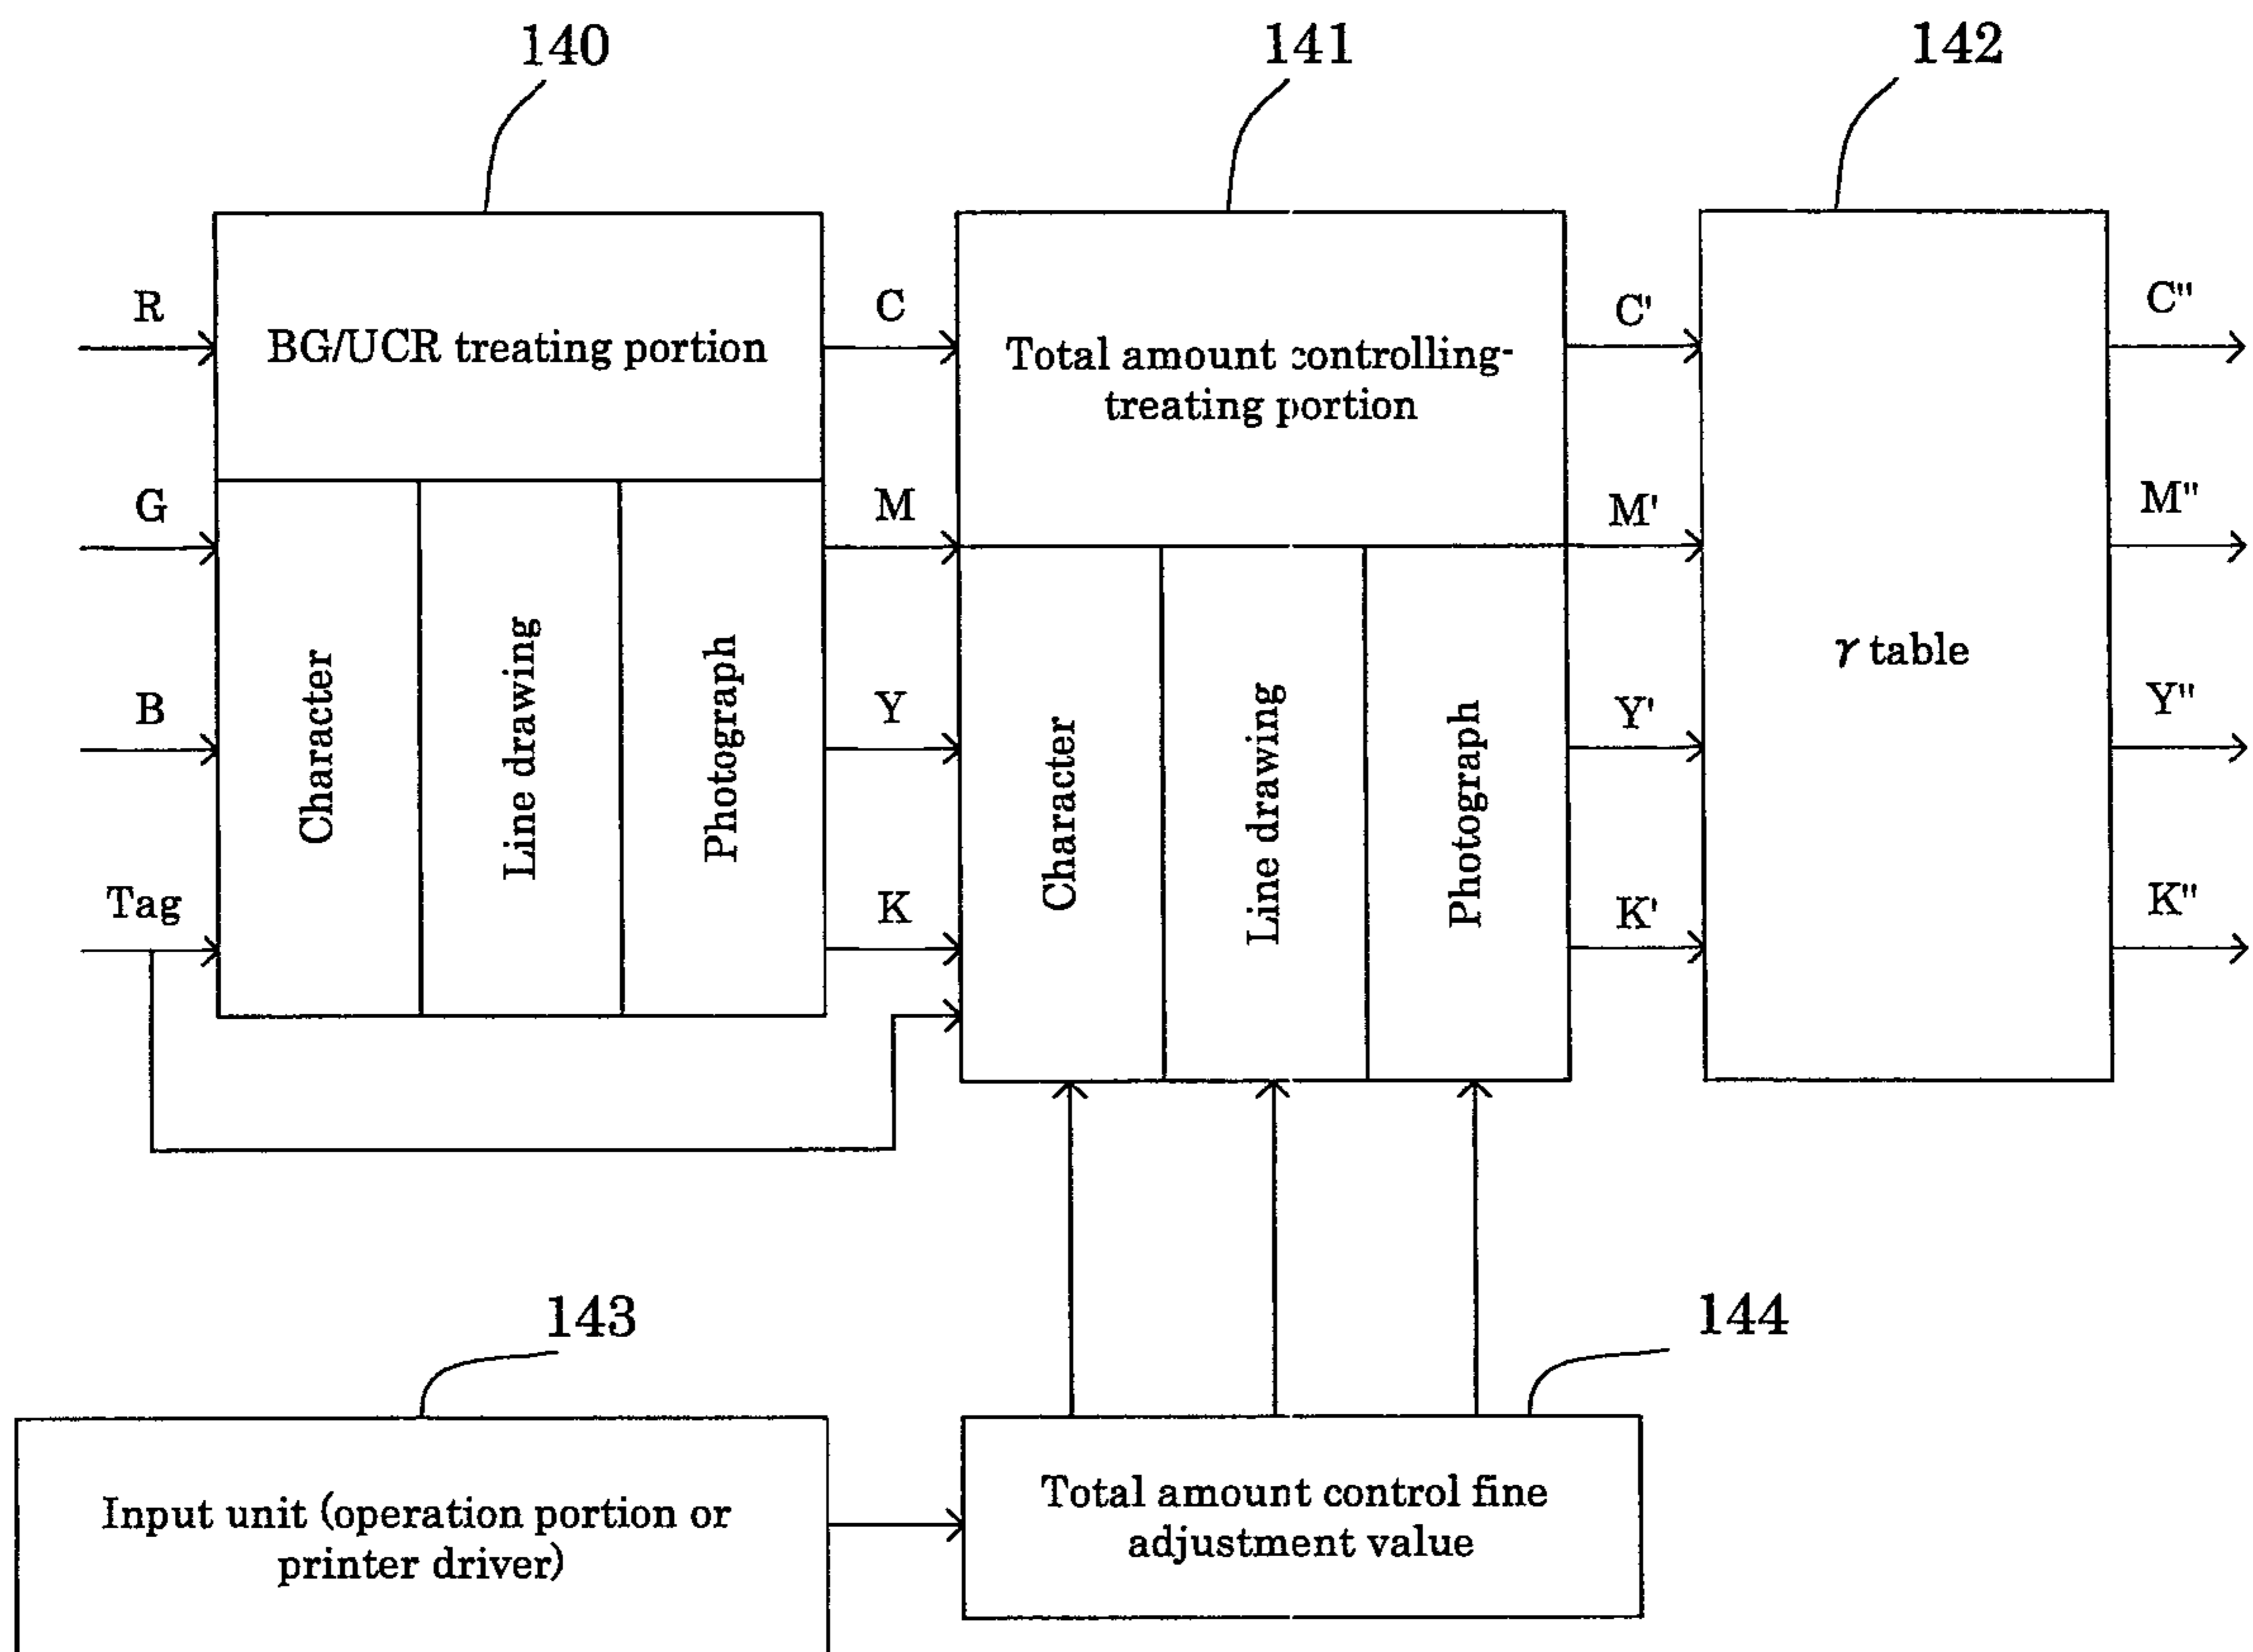 140
141
142
R
G
B
Tag
BG/UCR treating portion
Character
Line drawing
Photograph
C
M
Y
K
Total amount controlling-
treating portion
Character
Line drawing
Photograph
C'
M'
Y'
K'
γ table
C"
M"
Y"
K"
143
144
Input unit (operation portion or
printer driver)
Total amount control fine
adjustment value